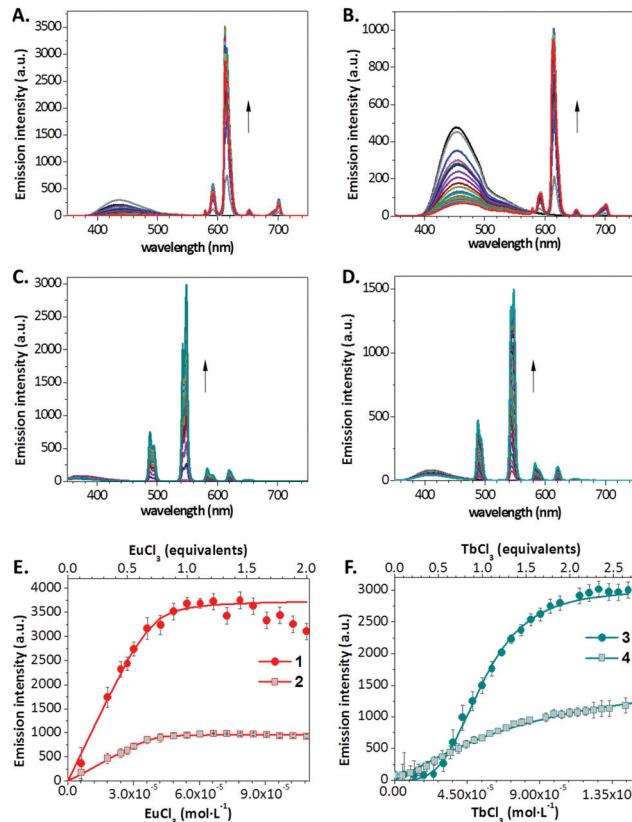 A.
B.
3500
3000
2500
2000
1500
1000
500
0
Emission intensity (a.u.)
400 500 600 700
wavelength (nm)
1000
800
600
400
200
0
Emission intensity (a.u.)
400 500 600 700
wavelength (nm)
C.
D.
3000
2500
2000
1500
1000
500
0
Emission intensity (a.u.)
400 500 600 700
wavelength (nm)
1500
1000
500
0
Emission intensity (a.u.)
400 500 600 700
wavelength (nm)
E.
EuCl₃ (equivalents)
0.0 0.5 1.0 1.5 2.0
4000
3500
3000
2500
2000
1500
1000
500
0
Emission intensity (a.u.)
1
2
0.0 3.0x10⁻⁵ 6.0x10⁻⁵ 9.0x10⁻⁵
EuCl₃ (mol·L⁻¹)
F.
TbCl₃ (equivalents)
0.0 0.5 1.0 1.5 2.0 2.5
3000
2500
2000
1500
1000
500
0
Emission intensity (a.u.)
3
4
0.00 4.50x10⁻⁵ 9.00x10⁻⁵ 1.35x10
TbCl₃ (mol·L⁻¹)